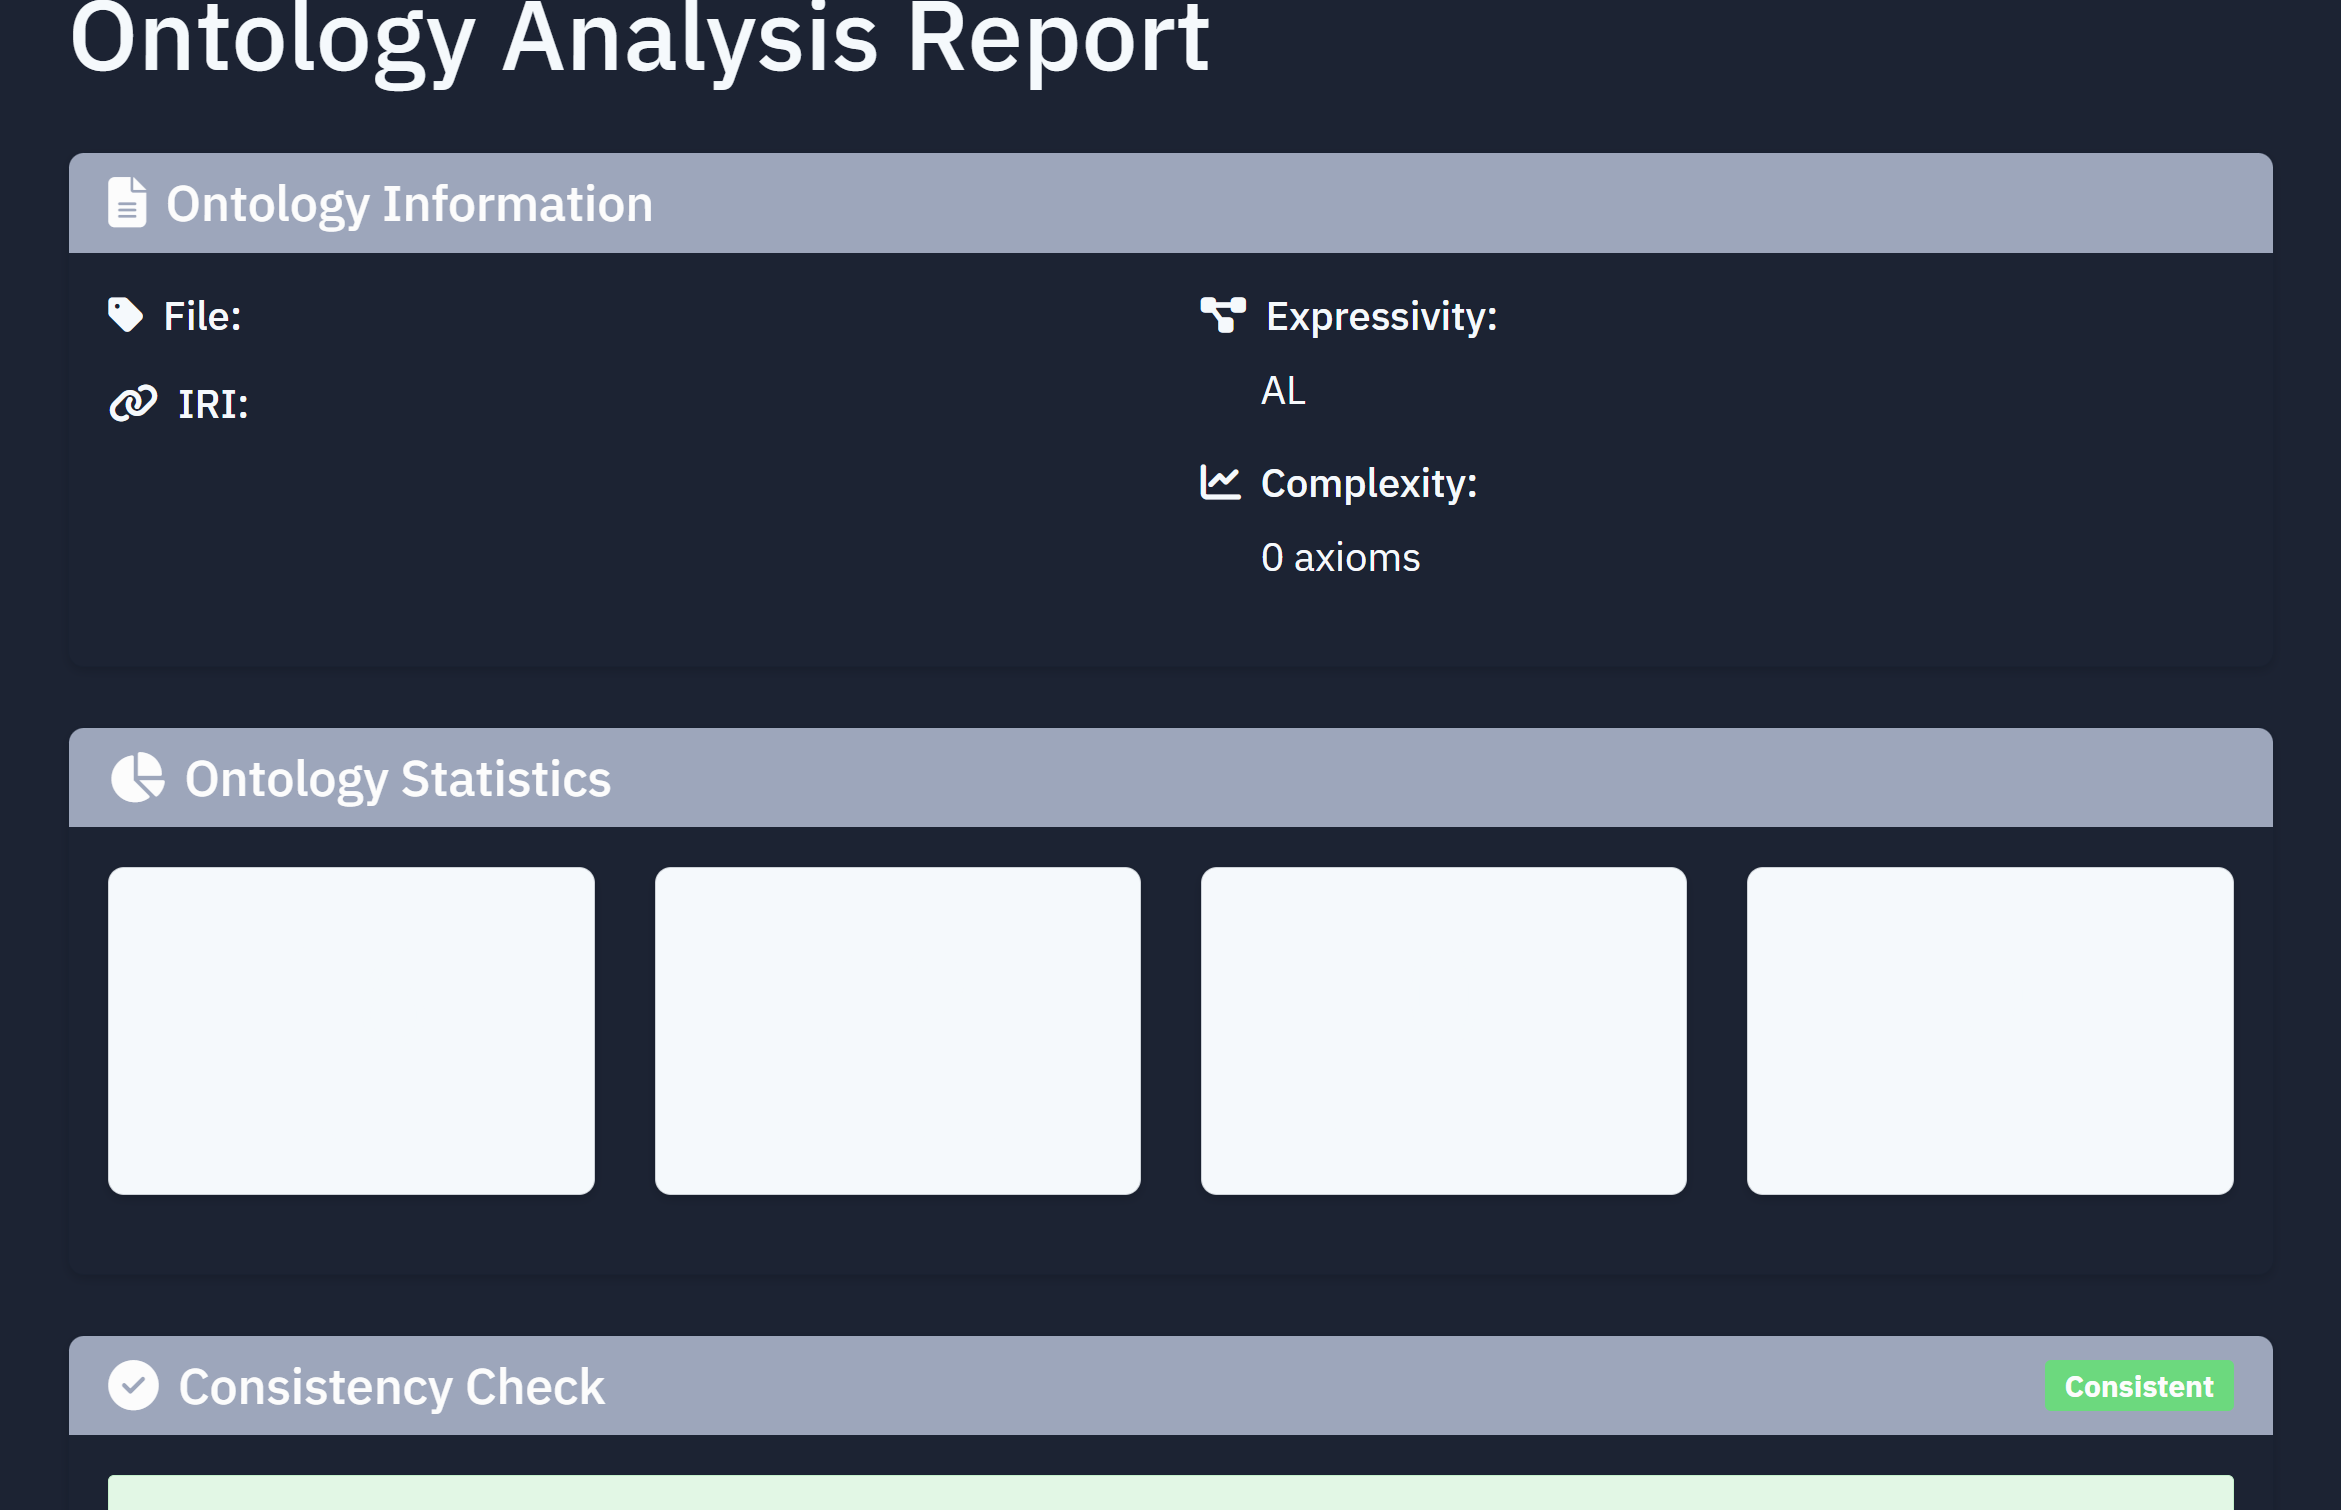 Ontology Analysis Report
Ontology Information
File:
IRI:
Expressivity:
AL
Complexity:
0 axioms
Ontology Statistics
Consistency Check
Consistent